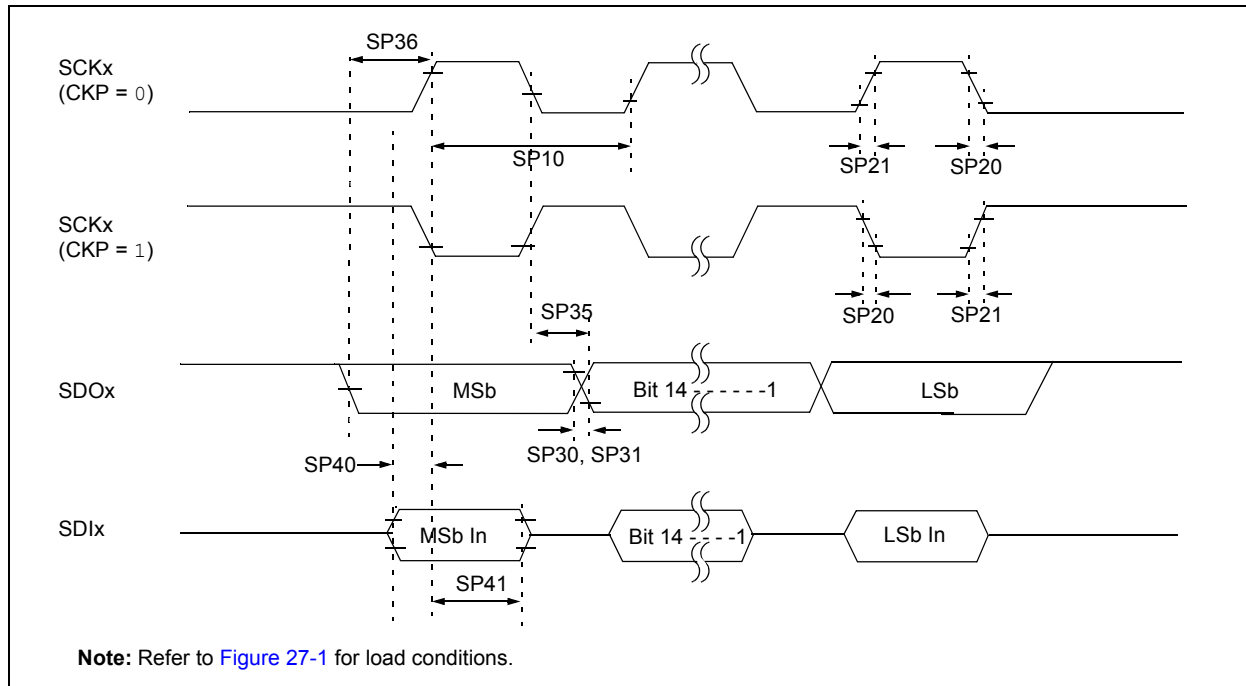 SP36
SCKx
(CKP = 0)
SP10
SP21
SP20
SCKx
(CKP = 1)
SP35
SP20
SP21
SDOx
MSb
Bit 14 - - - - - -1
LSb
SP30, SP31
SP40
SDIx
MSb In
Bit 14 - - - - -1
LSb In
SP41
Note: Refer to Figure 27-1 for load conditions.